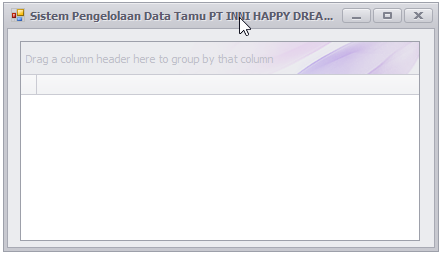 Sistem Pengelolaan Data Tamu PT INNI HAPPY DREA...
Drag a column header here to group by that column